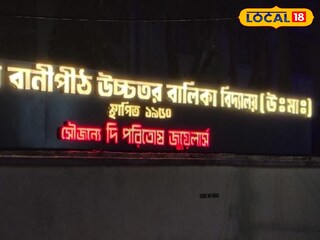 LOCAL 18
বানীপীঠ উচ্চতর বালিকা বিদ্যালয় (উঃ মাঃ)
স্থাপিত ১৯৫০
সৌজন্যে দি পরিতোষ জুয়েলার্স